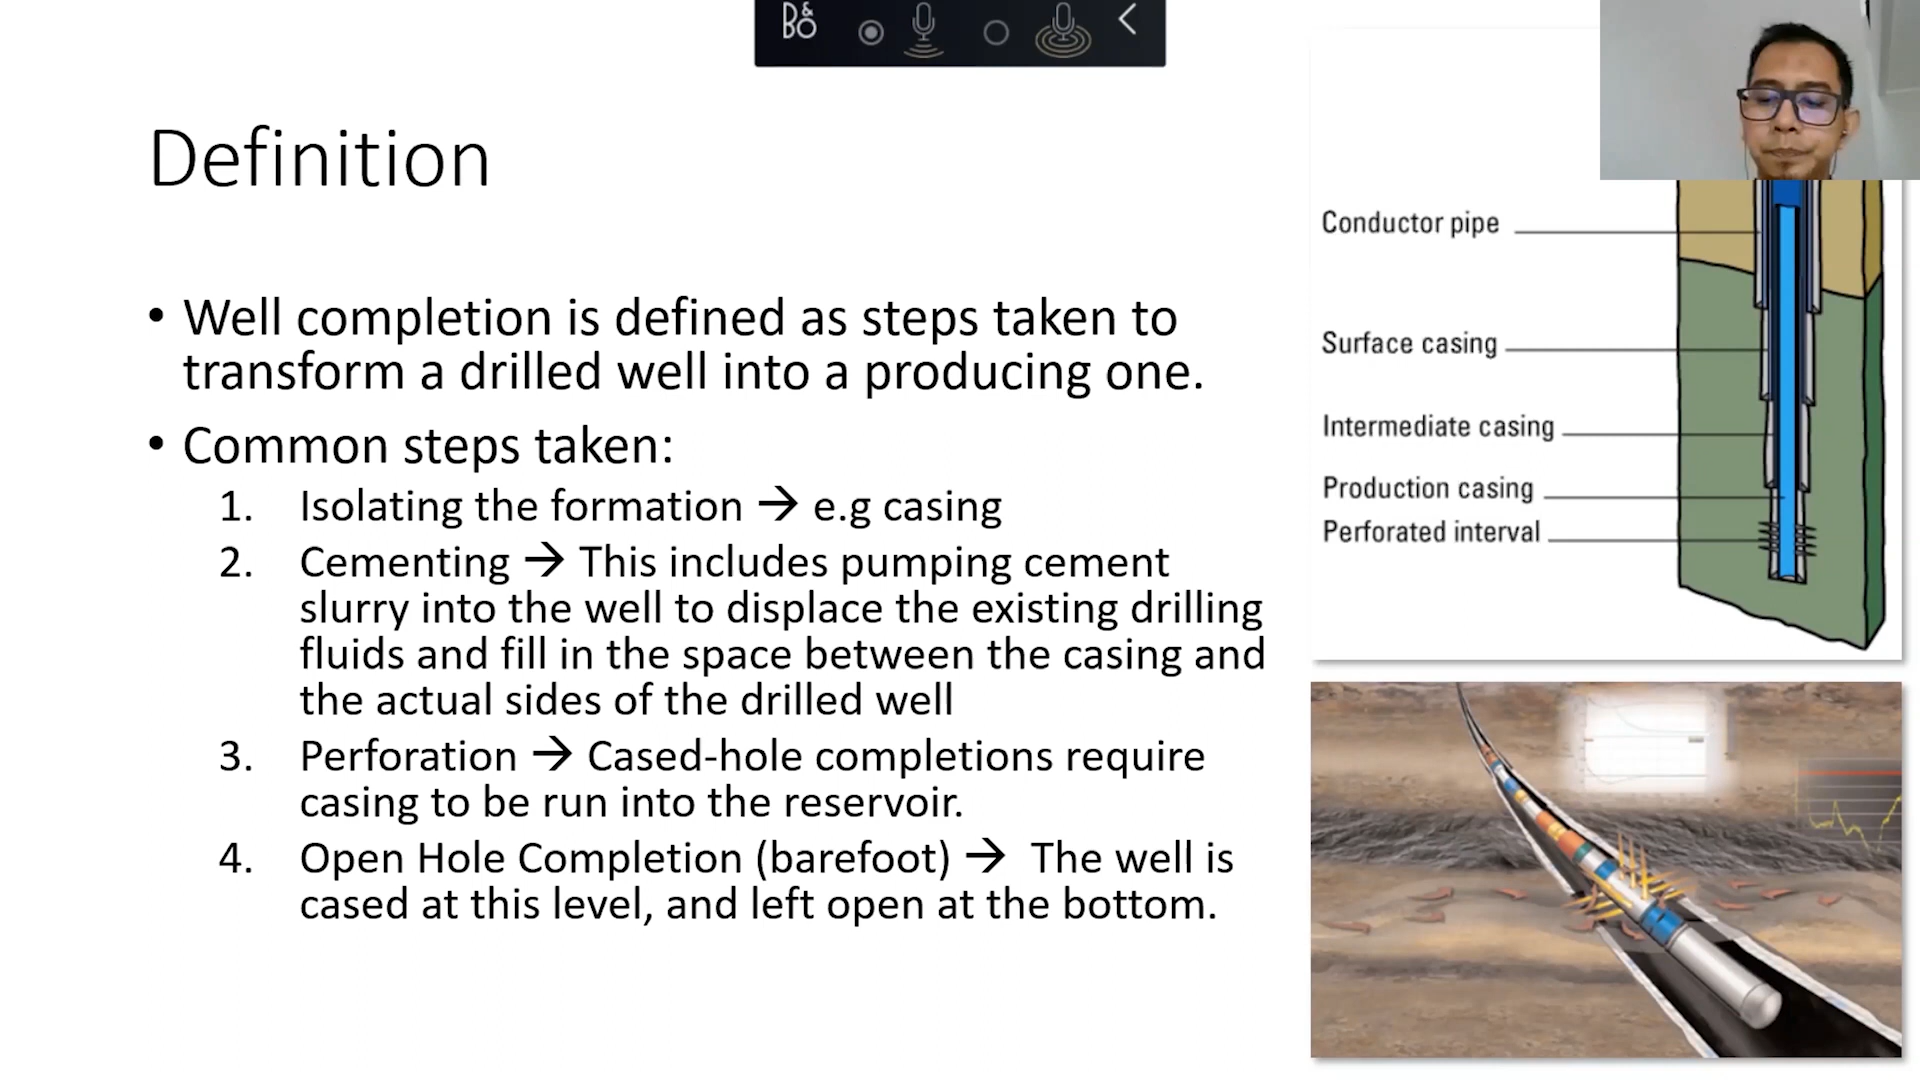 B&O
Definition
• Well completion is defined as steps taken to
transform a drilled well into a producing one.
• Common steps taken:
1. Isolating the formation → e.g casing
2. Cementing → This includes pumping cement
slurry into the well to displace the existing drilling
fluids and fill in the space between the casing and
the actual sides of the drilled well
3. Perforation → Cased-hole completions require
casing to be run into the reservoir.
4. Open Hole Completion (barefoot) → The well is
cased at this level, and left open at the bottom.
Conductor pipe
Surface casing
Intermediate casing
Production casing
Perforated interval